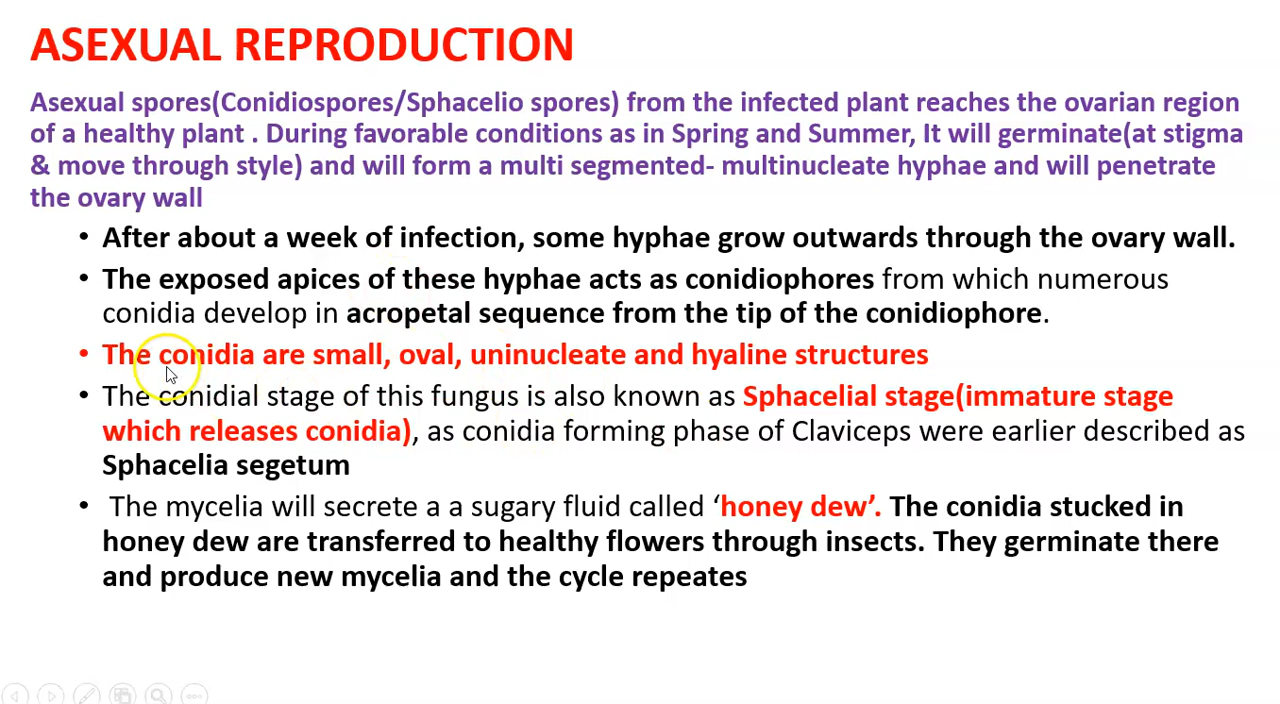 ASEXUAL REPRODUCTION
Asexual spores(Conidiospores/Sphacelio spores) from the infected plant reaches the ovarian region
of a healthy plant . During favorable conditions as in Spring and Summer, It will germinate(at stigma
& move through style) and will form a multi segmented- multinucleate hyphae and will penetrate
the ovary wall
• After about a week of infection, some hyphae grow outwards through the ovary wall.
• The exposed apices of these hyphae acts as conidiophores from which numerous
conidia develop in acropetal sequence from the tip of the conidiophore.
• The conidia are small, oval, uninucleate and hyaline structures
• The conidial stage of this fungus is also known as Sphacelial stage(immature stage
which releases conidia), as conidia forming phase of Claviceps were earlier described as
Sphacelia segetum
• The mycelia will secrete a a sugary fluid called ‘honey dew’. The conidia stucked in
honey dew are transferred to healthy flowers through insects. They germinate there
and produce new mycelia and the cycle repeates